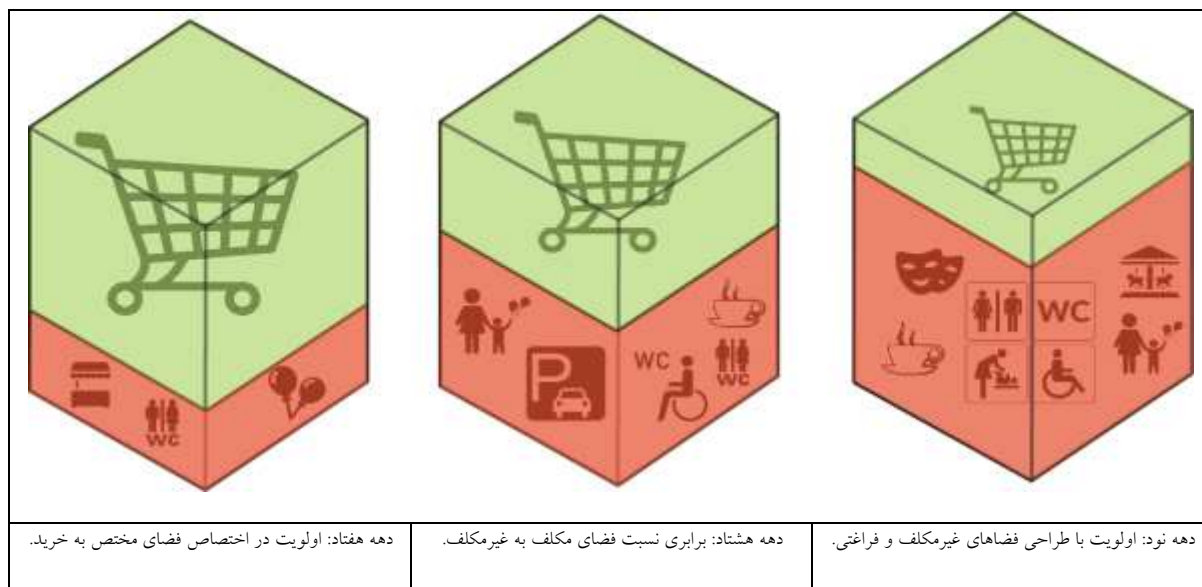 WC
WC
WC
P
WC
دهه هفتاد: اولویت در اختصاص فضای مختص به خرید.
دهه هشتاد: برابری نسبت فضای مکلف به غیرمکلف.
دهه نود: اولویت با طراحی فضاهای غیرمکلف و فراغتی.